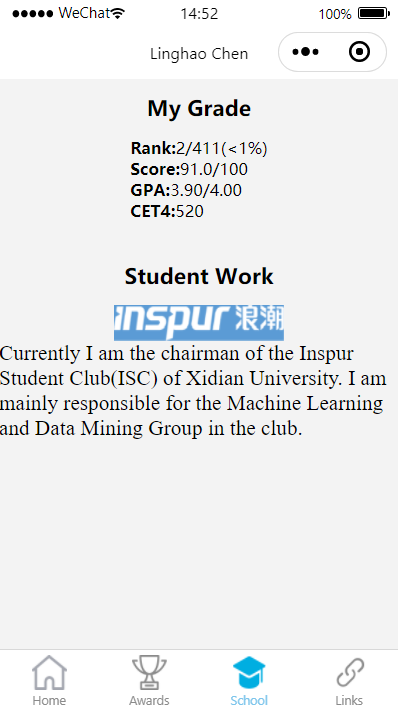 WeChat 14:52 100%
Linghao Chen
My Grade
Rank:2/411(<1%)
Score:91.0/100
GPA:3.90/4.00
CET4:520
Student Work
inspur 浪潮
Currently I am the chairman of the Inspur
Student Club(ISC) of Xidian University. I am
mainly responsible for the Machine Learning
and Data Mining Group in the club.
Home Awards School Links